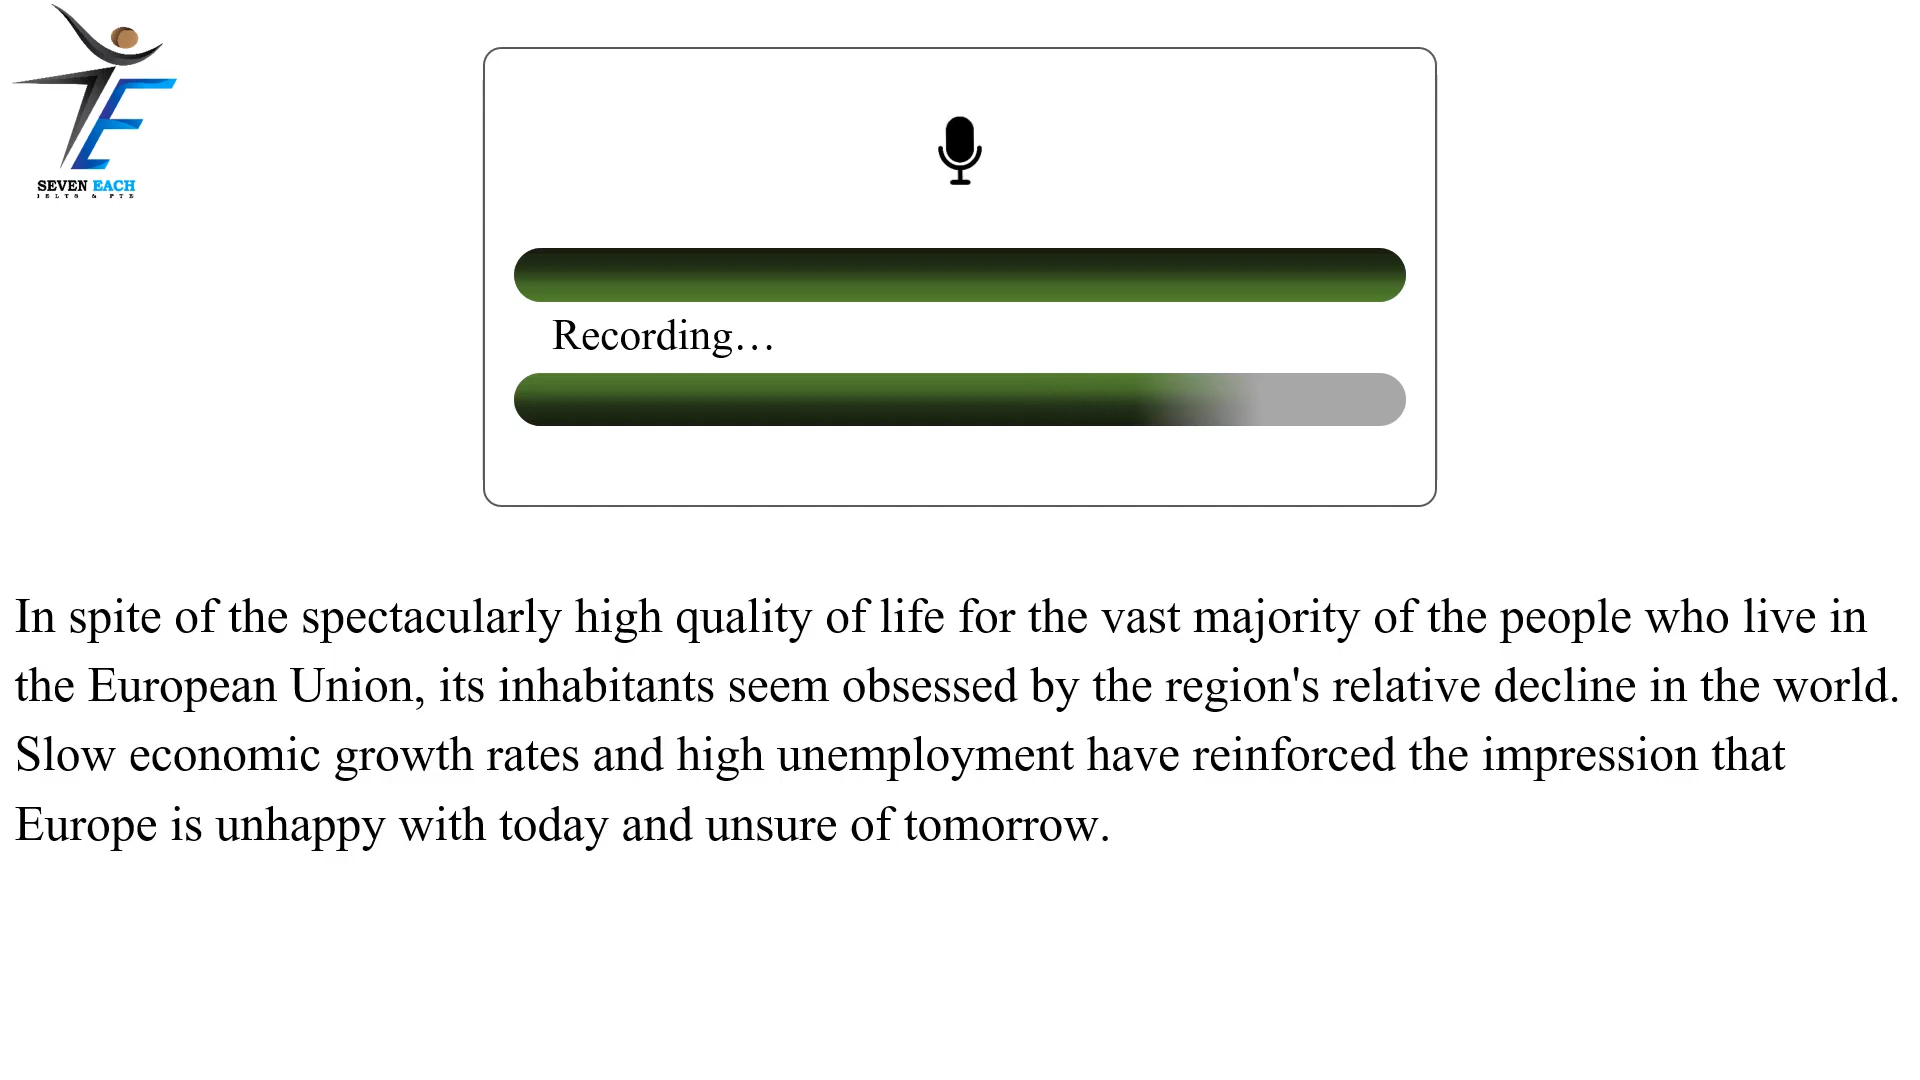 SEVEN EACH
IELTS & PTE
Recording…
In spite of the spectacularly high quality of life for the vast majority of the people who live in
the European Union, its inhabitants seem obsessed by the region's relative decline in the world.
Slow economic growth rates and high unemployment have reinforced the impression that
Europe is unhappy with today and unsure of tomorrow.